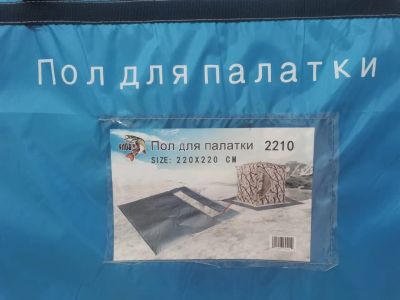 Пол для палатки
Пол для палатки 2210
SIZE: 220X220 CM